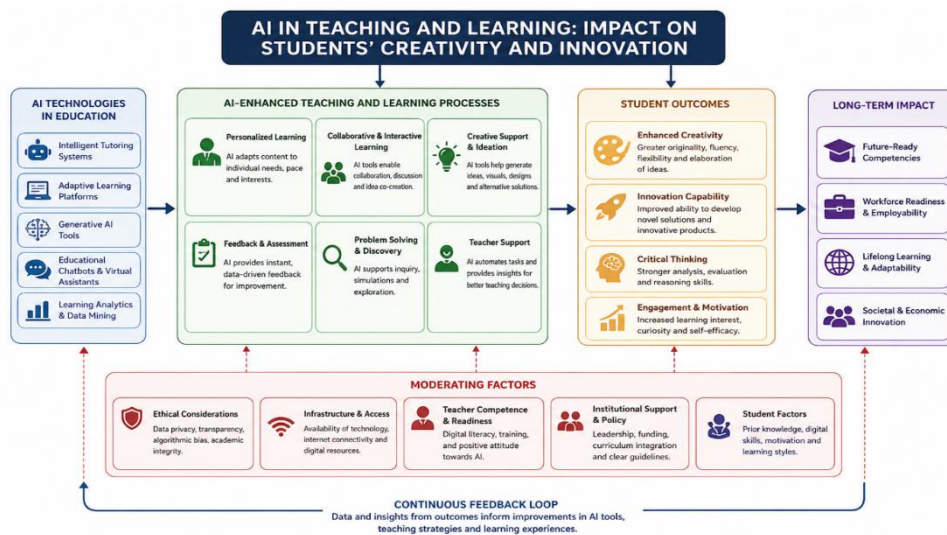 AI IN TEACHING AND LEARNING: IMPACT ON
STUDENTS' CREATIVITY AND INNOVATION
AI TECHNOLOGIES
IN EDUCATION
Intelligent Tutoring
Systems
Adaptive Learning
Platforms
Generative AI
Tools
Educational
Chatbots & Virtual
Assistants
Learning Analytics
& Data Mining
AI-ENHANCED TEACHING AND LEARNING PROCESSES
Personalized Learning
AI adapts content to
individual needs, pace
and interests.
Collaborative & Interactive
Learning
AI tools enable
collaboration, discussion
and idea co-creation.
Creative Support
& Ideation
AI tools help generate
ideas, visuals, designs
and alternative solutions.
Feedback & Assessment
AI provides instant,
data-driven feedback
for improvement.
Problem Solving
& Discovery
AI supports inquiry,
simulations and
exploration.
Teacher Support
AI automates tasks and
provides insights for
better teaching decisions.
STUDENT OUTCOMES
Enhanced Creativity
Greater originality, fluency,
flexibility and elaboration
of ideas.
Innovation Capability
Improved ability to develop
novel solutions and
innovative products.
Critical Thinking
Stronger analysis, evaluation
and reasoning skills.
Engagement & Motivation
Increased learning interest,
curiosity and self-efficacy.
LONG-TERM IMPACT
Future-Ready
Competencies
Workforce Readiness
& Employability
Lifelong Learning
& Adaptability
Societal & Economic
Innovation
MODERATING FACTORS
Ethical Considerations
Data privacy, transparency,
algorithmic bias, academic
integrity.
Infrastructure & Access
Availability of technology,
internet connectivity and
digital resources.
Teacher Competence
& Readiness
Digital literacy, training,
and positive attitude
towards AI.
Institutional Support
& Policy
Leadership, funding,
curriculum integration
and clear guidelines.
Student Factors
Prior knowledge, digital
skills, motivation and
learning styles.
CONTINUOUS FEEDBACK LOOP
Data and insights from outcomes inform improvements in AI tools,
teaching strategies and learning experiences.